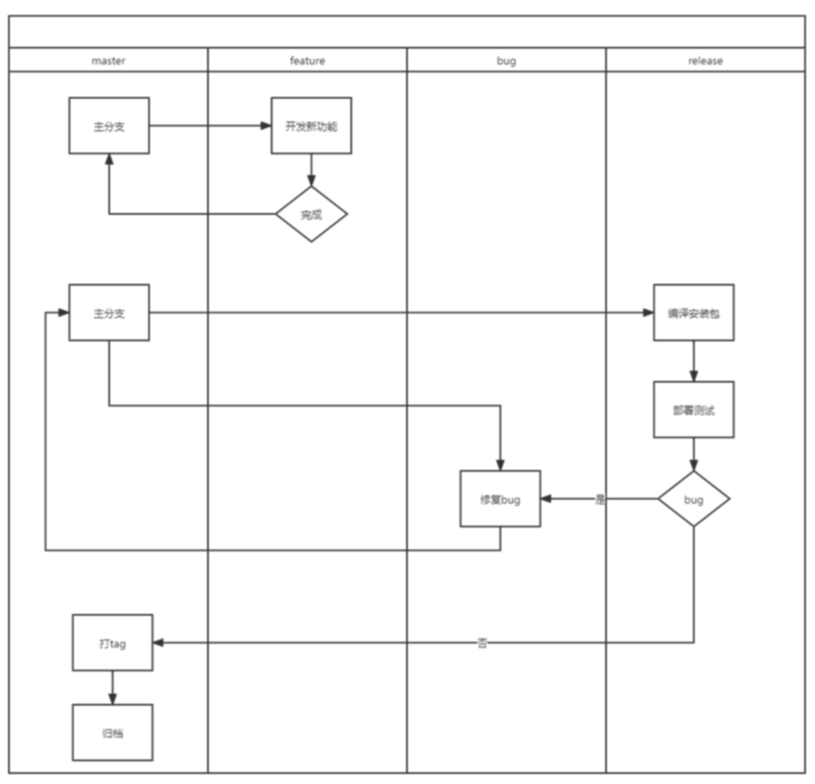 master
feature
bug
release
主分支
开发新功能
完成
主分支
编译安装包
部署测试
修复bug
是
bug
打tag
否
归档